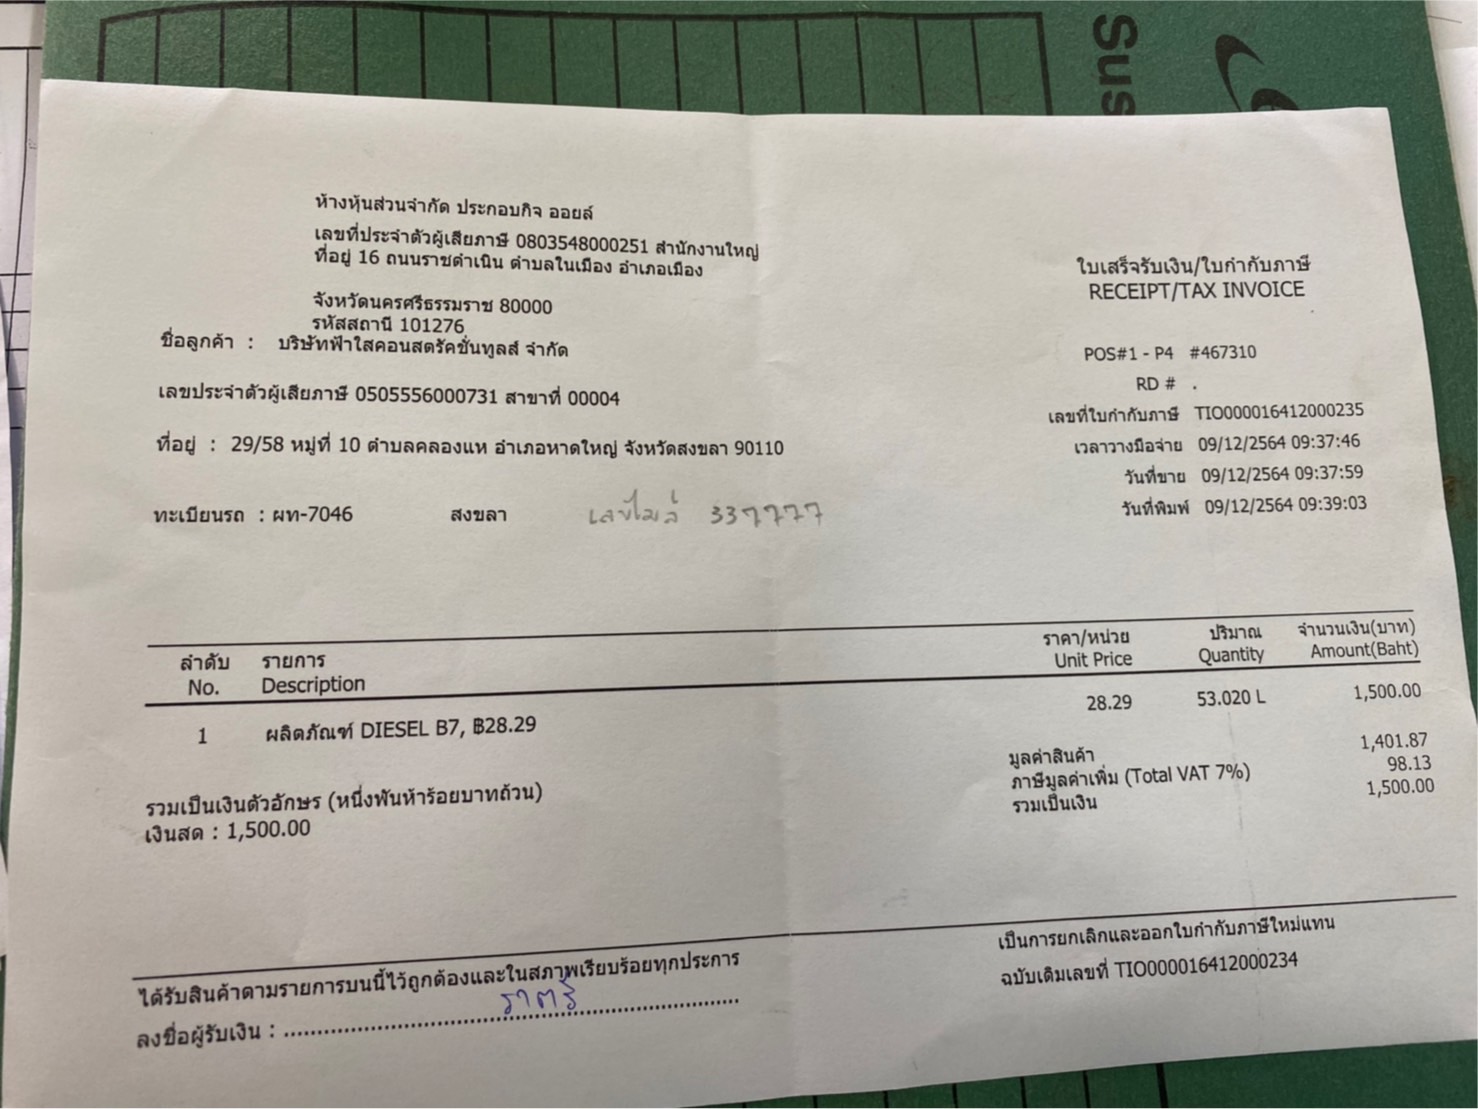 Sus
ห้างหุ้นส่วนจำกัด ประกอบกิจ ออยล์
เลขที่ประจำตัวผู้เสียภาษี 0803548000251 สำนักงานใหญ่
ที่อยู่ 16 ถนนราชดำเนิน ตำบลในเมือง อำเภอเมือง
จังหวัดนครศรีธรรมราช 80000
รหัสสถานี 101276
ใบเสร็จรับเงิน/ใบกำกับภาษี
RECEIPT/TAX INVOICE
ชื่อลูกค้า : บริษัทฟ้าใสคอนสตรัคชั่นทูลส์ จำกัด
เลขประจำตัวผู้เสียภาษี 0505556000731 สาขาที่ 00004
ที่อยู่ : 29/58 หมู่ที่ 10 ตำบลคลองแห อำเภอหาดใหญ่ จังหวัดสงขลา 90110
ทะเบียนรถ : ผท-7046 สงขลา เลขไมล์ 337777
POS#1 - P4 #467310
RD # .
เลขที่ใบกำกับภาษี TIO000016412000235
เวลาวางมือจ่าย 09/12/2564 09:37:46
วันที่ขาย 09/12/2564 09:37:59
วันที่พิมพ์ 09/12/2564 09:39:03
ลำดับ รายการ ราคา/หน่วย ปริมาณ จำนวนเงิน(บาท)
No. Description Unit Price Quantity Amount(Baht)
1 ผลิตภัณฑ์ DIESEL B7, ฿28.29 28.29 53.020 L 1,500.00
มูลค่าสินค้า 1,401.87
ภาษีมูลค่าเพิ่ม (Total VAT 7%) 98.13
รวมเป็นเงิน 1,500.00
รวมเป็นเงินตัวอักษร (หนึ่งพันห้าร้อยบาทถ้วน)
เงินสด : 1,500.00
ได้รับสินค้าตามรายการบนนี้ไว้ถูกต้องและในสภาพเรียบร้อยทุกประการ
ลงชื่อผู้รับเงิน : ราตรี
เป็นการยกเลิกและออกใบกำกับภาษีใหม่แทน
ฉบับเดิมเลขที่ TIO000016412000234